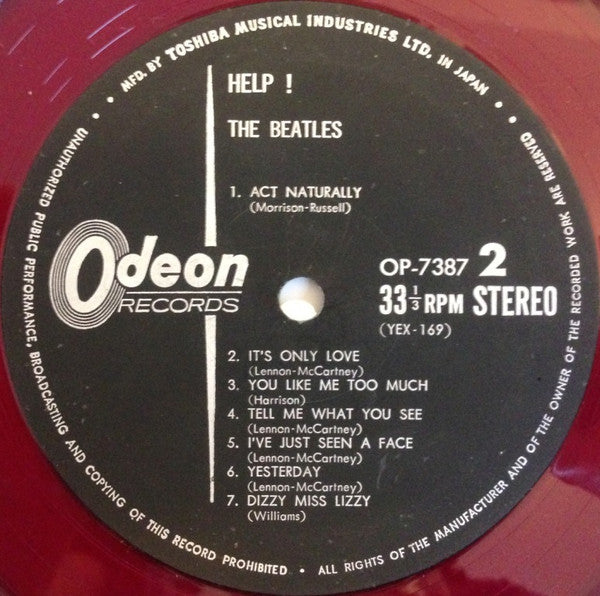 • MFD. BY TOSHIBA MUSICAL INDUSTRIES LTD. IN JAPAN •
HELP !
THE BEATLES
1. ACT NATURALLY
(Morrison-Russell)
Odeon
RECORDS
OP-7387 2
33⅓ RPM STEREO
(YEX-169)
2. IT'S ONLY LOVE
(Lennon-McCartney)
3. YOU LIKE ME TOO MUCH
(Harrison)
4. TELL ME WHAT YOU SEE
(Lennon-McCartney)
5. I'VE JUST SEEN A FACE
(Lennon-McCartney)
6. YESTERDAY
(Lennon-McCartney)
7. DIZZY MISS LIZZY
(Williams)
• UNAUTHORIZED PUBLIC PERFORMANCE, BROADCASTING AND COPYING OF THIS RECORD PROHIBITED • ALL RIGHTS OF THE MANUFACTURER AND OF THE OWNER OF THE RECORDED WORK ARE RESERVED •